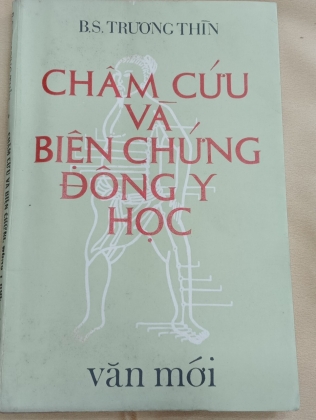 B.S. TRƯƠNG THÌN
CHÂM CỨU
VÀ
BIỆN CHỨNG
ĐÔNG Y
HỌC
văn mới